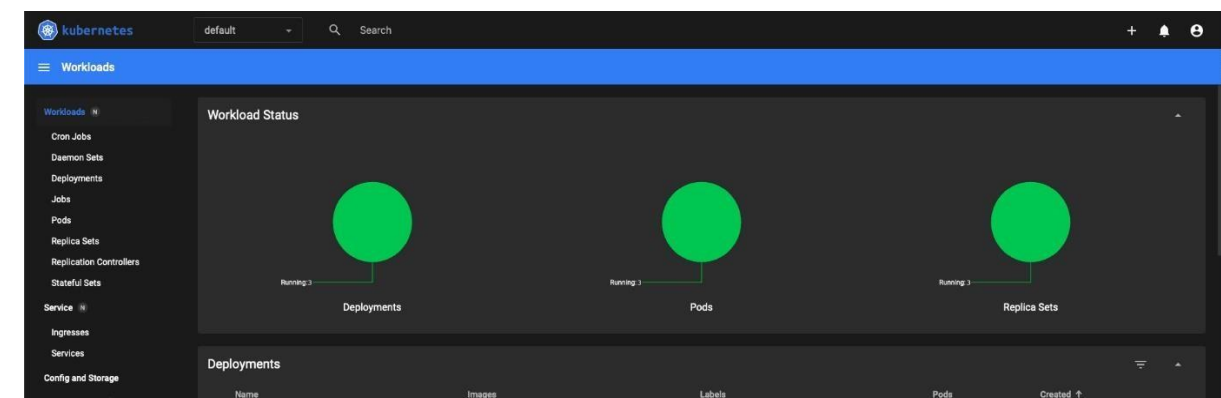 kubernetes default Search
Workloads
Workloads N
Cron Jobs
Daemon Sets
Deployments
Jobs
Pods
Replica Sets
Replication Controllers
Stateful Sets
Service N
Ingresses
Services
Config and Storage
Workload Status
Running: 3
Deployments
Running: 3
Pods
Running: 3
Replica Sets
Deployments
Name Images Labels Pods Created ↑